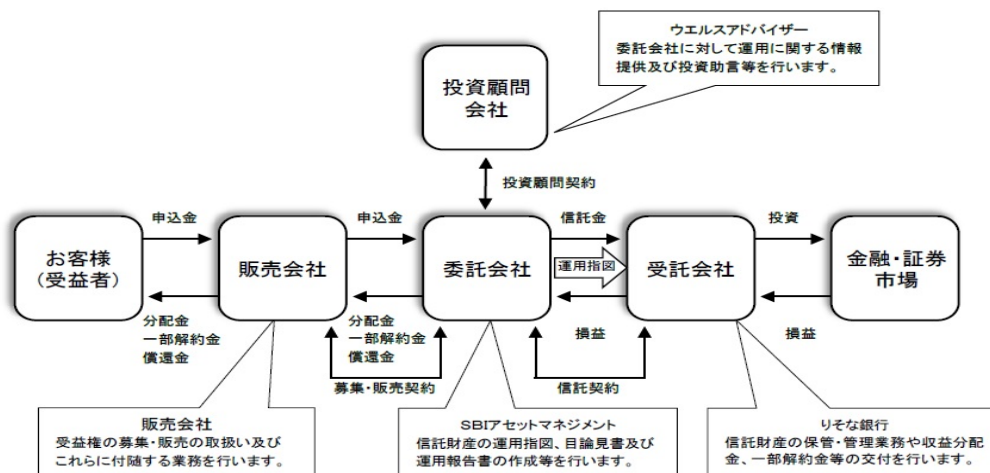 ウエルスアドバイザー
委託会社に対して運用に関する情報
提供及び投資助言等を行います。
投資顧問
会社
投資顧問契約
申込金
申込金
信託金
投資
お客様
(受益者)
販売会社
委託会社
運用指図
受託会社
金融・証券
市場
分配金
一部解約金
償還金
分配金
一部解約金
償還金
損益
損益
募集・販売契約
信託契約
販売会社
受益権の募集・販売の取扱い及び
これらに付随する業務を行います。
SBIアセットマネジメント
信託財産の運用指図、目論見書及び
運用報告書の作成等を行います。
りそな銀行
信託財産の保管・管理業務や収益分配
金、一部解約金等の交付を行います。